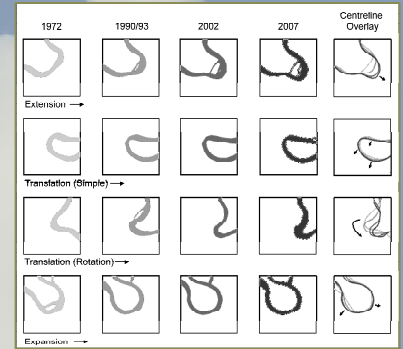 1972 1990/93 2002 2007 Centreline Overlay
Extension →
Translation (Simple) →
Translation (Rotation) →
Expansion →